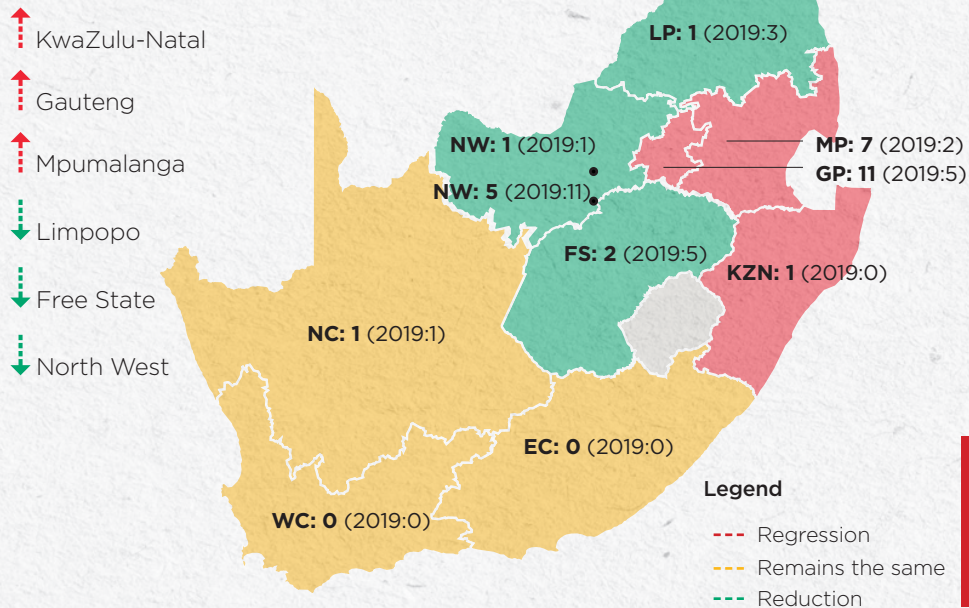 KwaZulu-Natal
Gauteng
Mpumalanga
Limpopo
Free State
North West
LP: 1 (2019:3)
NW: 1 (2019:1)
MP: 7 (2019:2)
GP: 11 (2019:5)
NW: 5 (2019:11)
FS: 2 (2019:5)
KZN: 1 (2019:0)
NC: 1 (2019:1)
EC: 0 (2019:0)
WC: 0 (2019:0)
Legend
Regression
Remains the same
Reduction